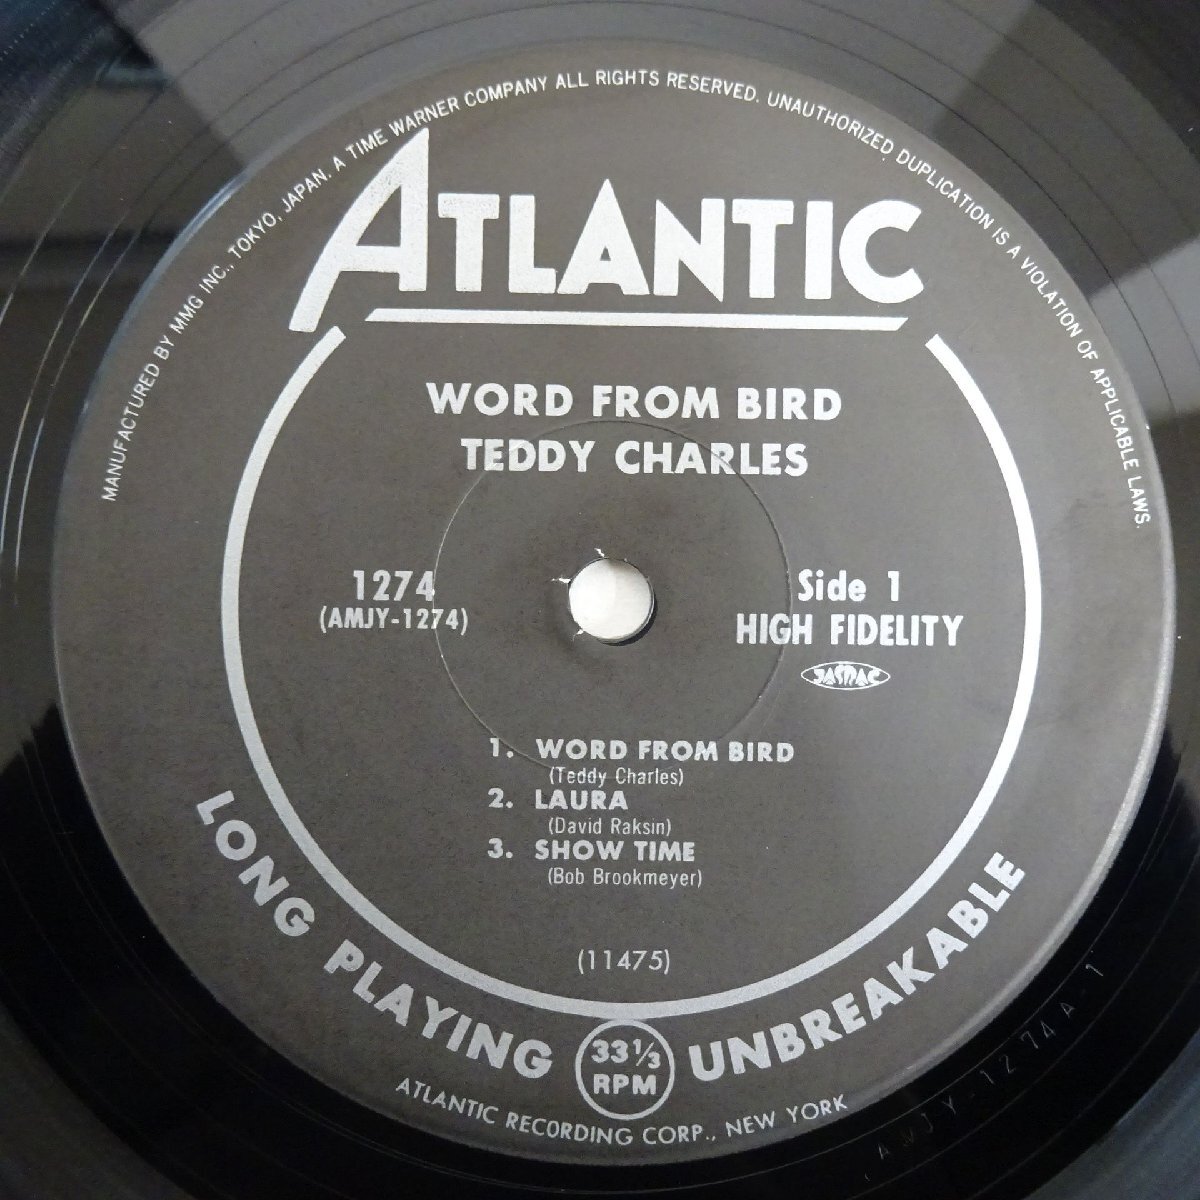 MANUFACTURED BY MMG INC., TOKYO, JAPAN. A TIME WARNER COMPANY ALL RIGHTS RESERVED. UNAUTHORIZED DUPLICATION IS A VIOLATION OF APPLICABLE LAWS.
ATLANTIC
WORD FROM BIRD
TEDDY CHARLES
1274
(AMJY-1274)
Side 1
HIGH FIDELITY
JASRAC
1. WORD FROM BIRD
(Teddy Charles)
2. LAURA
(David Raksin)
3. SHOW TIME
(Bob Brookmeyer)
(11475)
LONG PLAYING
33 1/3
RPM
UNBREAKABLE
ATLANTIC RECORDING CORP., NEW YORK
AMJY-1274A-1